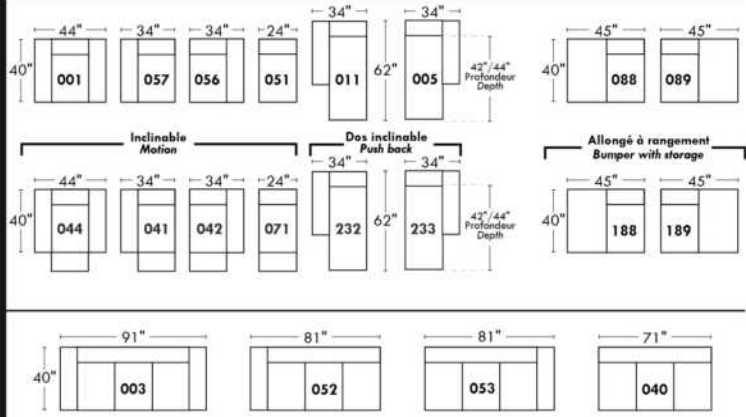 44" 34" 34" 24" 34" 34" 45" 45"
40" 001 057 056 051 011 62" 005 42"/44" Profondeur Depth 40" 088 089
Inclinable
Motion
Dos inclinable
Push back
Allongé à rangement
Bumper with storage
44" 34" 34" 24" 34" 34" 45" 45"
40" 044 041 042 071 232 62" 233 42"/44" Profondeur Depth 40" 188 189
91" 81" 81" 71"
40" 003 052 053 040